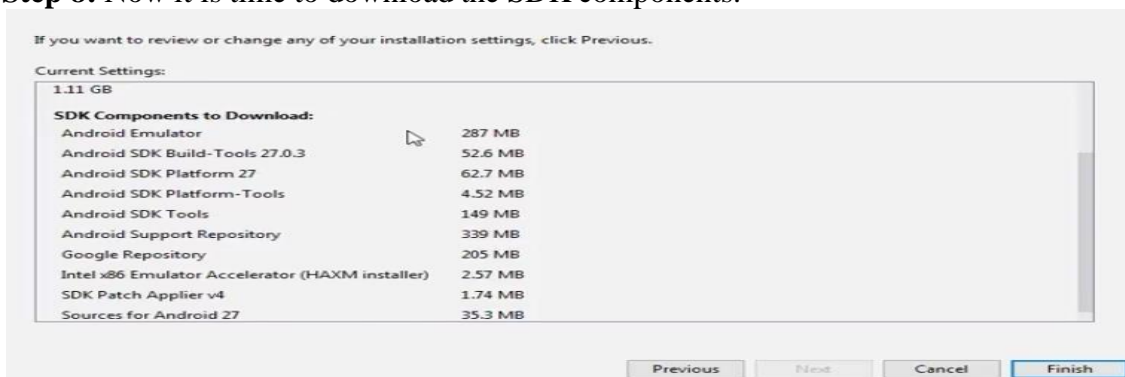 Step 8: Now it is time to download the SDK components.
If you want to review or change any of your installation settings, click Previous.
Current Settings:
1.11 GB
SDK Components to Download:
Android Emulator 287 MB
Android SDK Build-Tools 27.0.3 52.6 MB
Android SDK Platform 27 62.7 MB
Android SDK Platform-Tools 4.52 MB
Android SDK Tools 149 MB
Android Support Repository 339 MB
Google Repository 205 MB
Intel x86 Emulator Accelerator (HAXM installer) 2.57 MB
SDK Patch Applier v4 1.74 MB
Sources for Android 27 35.3 MB
Previous Next Cancel Finish